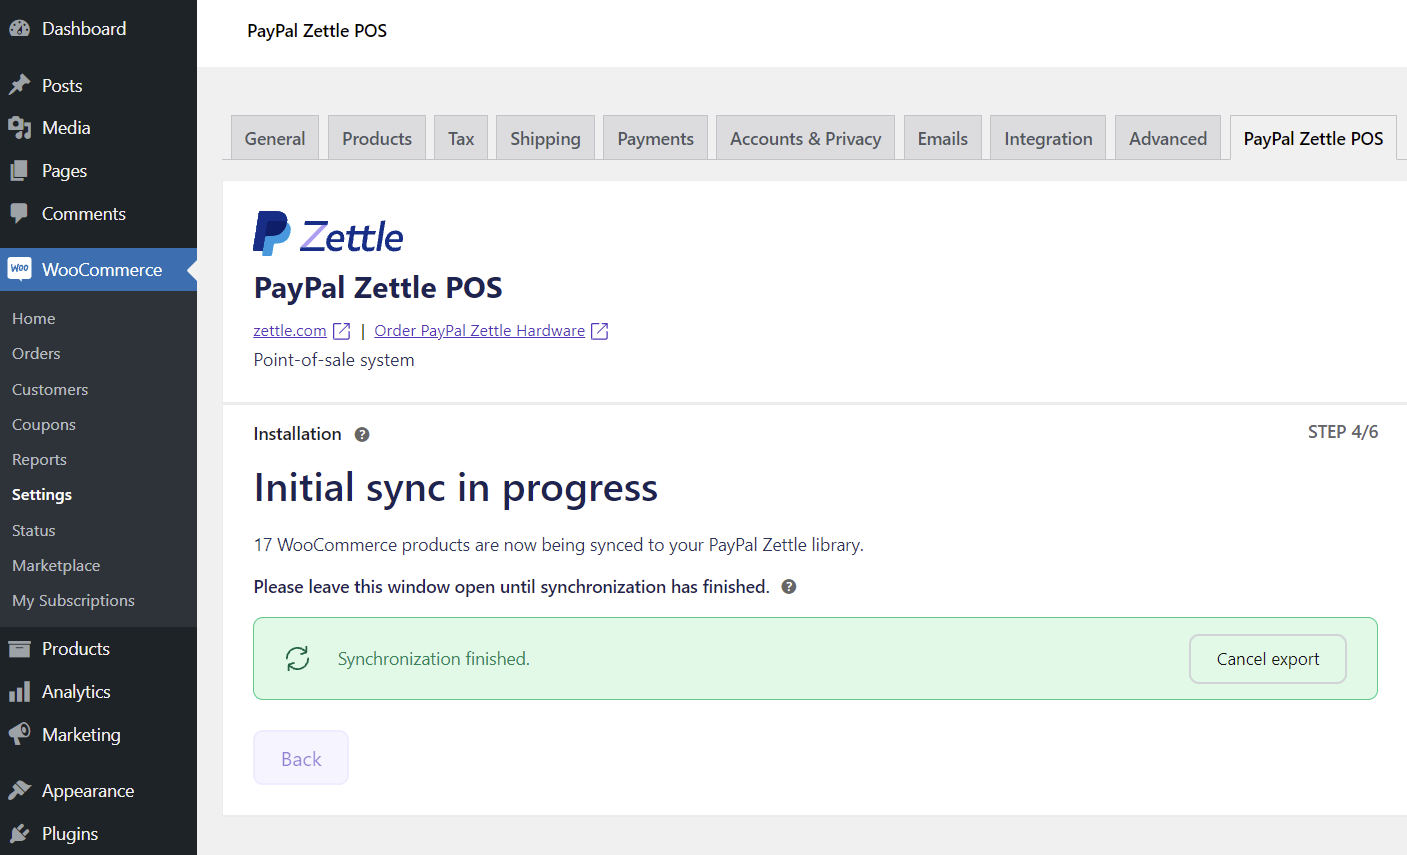 Dashboard
Posts
Media
Pages
Comments
woo WooCommerce
Home
Orders
Customers
Coupons
Reports
Settings
Status
Marketplace
My Subscriptions
Products
Analytics
Marketing
Appearance
Plugins
PayPal Zettle POS
General Products Tax Shipping Payments Accounts & Privacy Emails Integration Advanced PayPal Zettle POS
Zettle
PayPal Zettle POS
zettle.com | Order PayPal Zettle Hardware
Point-of-sale system
Installation ?
STEP 4/6
Initial sync in progress
17 WooCommerce products are now being synced to your PayPal Zettle library.
Please leave this window open until synchronization has finished. ?
Synchronization finished. Cancel export
Back